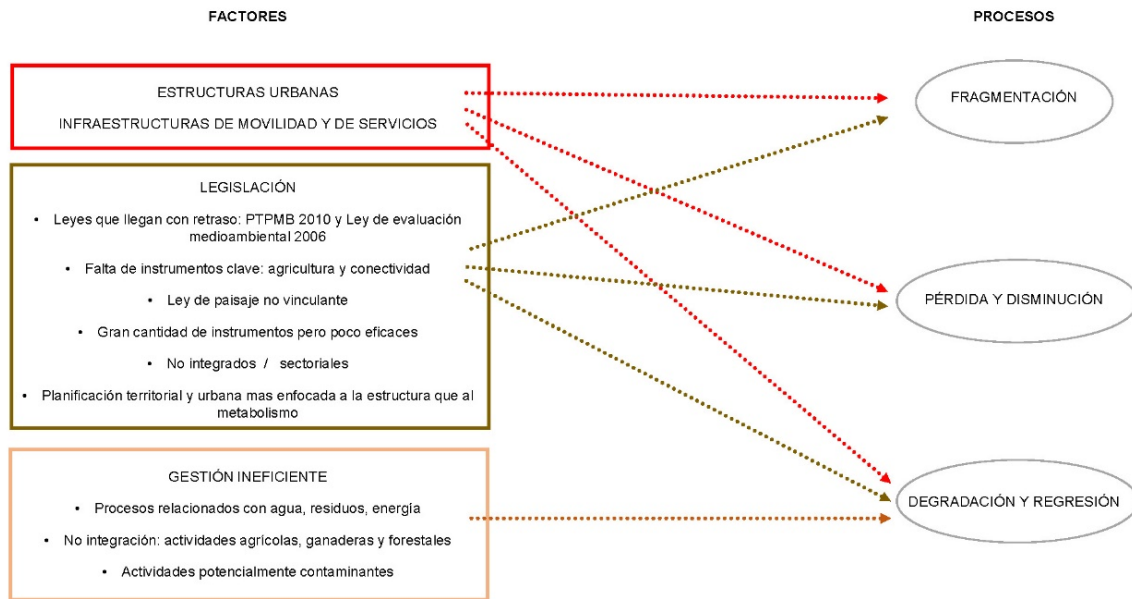 FACTORES
PROCESOS
ESTRUCTURAS URBANAS
INFRAESTRUCTURAS DE MOVILIDAD Y DE SERVICIOS
LEGISLACIÓN
• Leyes que llegan con retraso: PTPMB 2010 y Ley de evaluación
medioambiental 2006
• Falta de instrumentos clave: agricultura y conectividad
• Ley de paisaje no vinculante
• Gran cantidad de instrumentos pero poco eficaces
• No integrados / sectoriales
• Planificación territorial y urbana mas enfocada a la estructura que al
metabolismo
GESTIÓN INEFICIENTE
• Procesos relacionados con agua, residuos, energía
• No integración: actividades agrícolas, ganaderas y forestales
• Actividades potencialmente contaminantes
FRAGMENTACIÓN
PÉRDIDA Y DISMINUCIÓN
DEGRADACIÓN Y REGRESIÓN